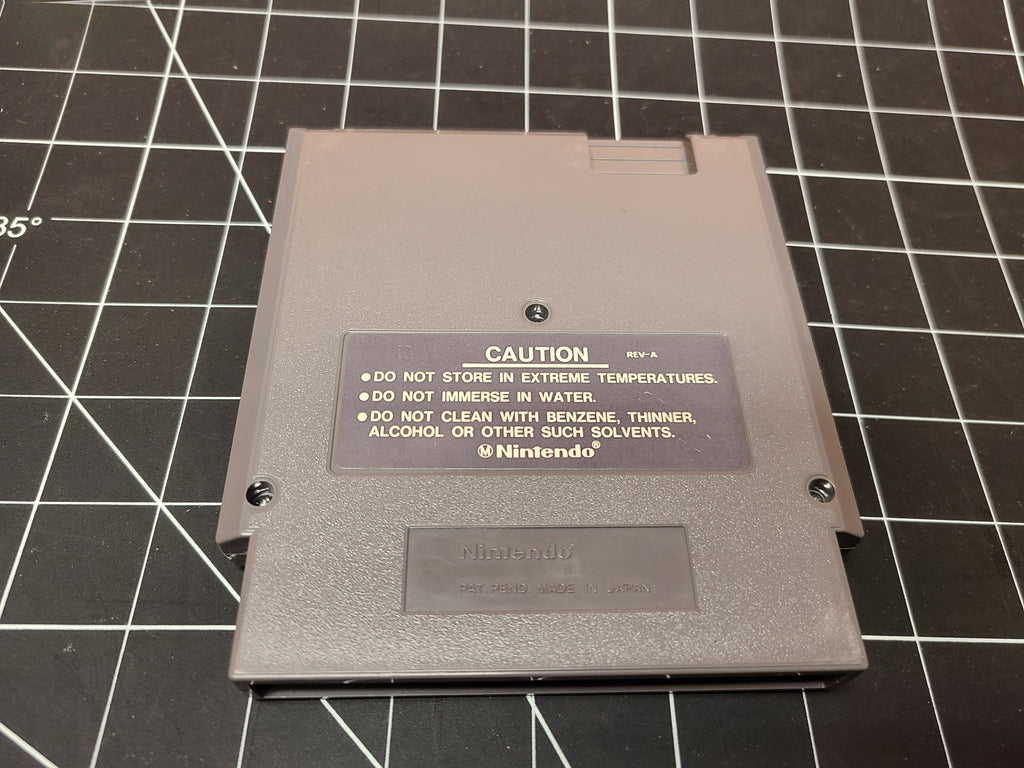 35°
CAUTION REV-A
●DO NOT STORE IN EXTREME TEMPERATURES.
●DO NOT IMMERSE IN WATER.
●DO NOT CLEAN WITH BENZENE, THINNER,
ALCOHOL OR OTHER SUCH SOLVENTS.
Ⓜ Nintendo®
Nintendo®
PAT. PEND. MADE IN JAPAN